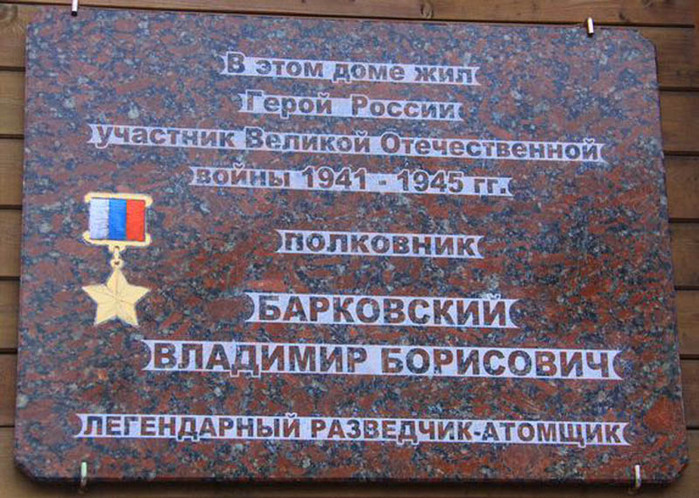 В этом доме жил
Герой России
участник Великой Отечественной
войны 1941 - 1945 гг.
ПОЛКОВНИК
БАРКОВСКИЙ
ВЛАДИМИР БОРИСОВИЧ
ЛЕГЕНДАРНЫЙ РАЗВЕДЧИК-АТОМЩИК